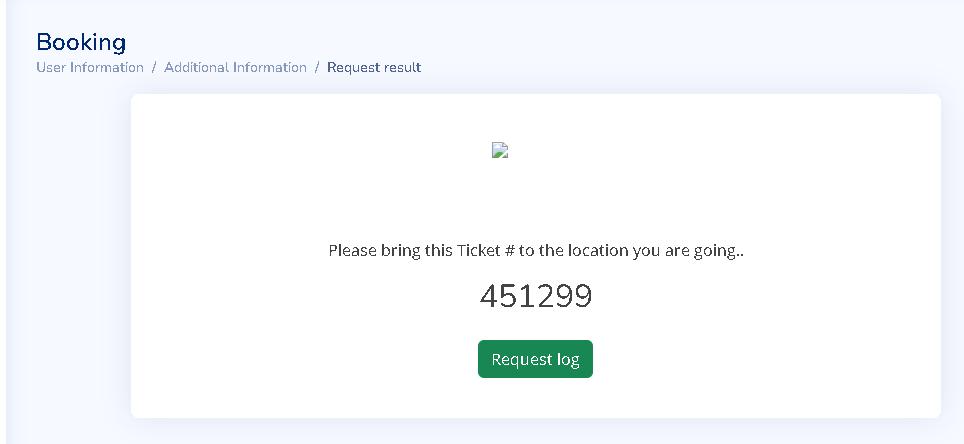 Booking
User Information / Additional Information / Request result
Please bring this Ticket # to the location you are going..
451299
Request log